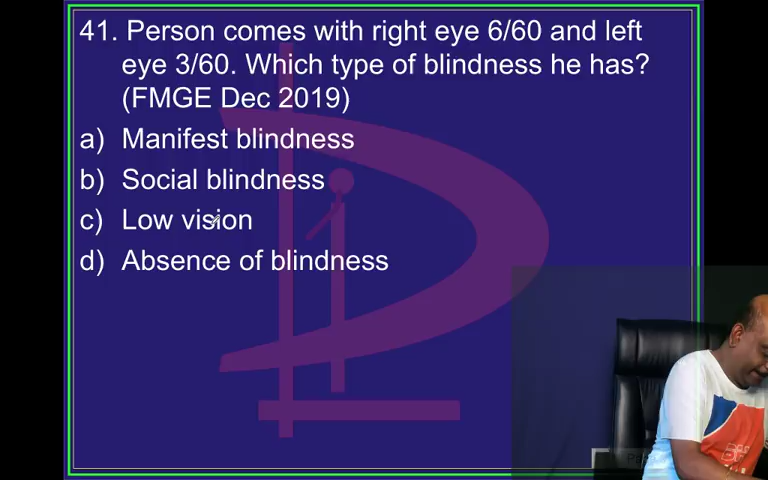 41. Person comes with right eye 6/60 and left
eye 3/60. Which type of blindness he has?
(FMGE Dec 2019)
a) Manifest blindness
b) Social blindness
c) Low vision
d) Absence of blindness